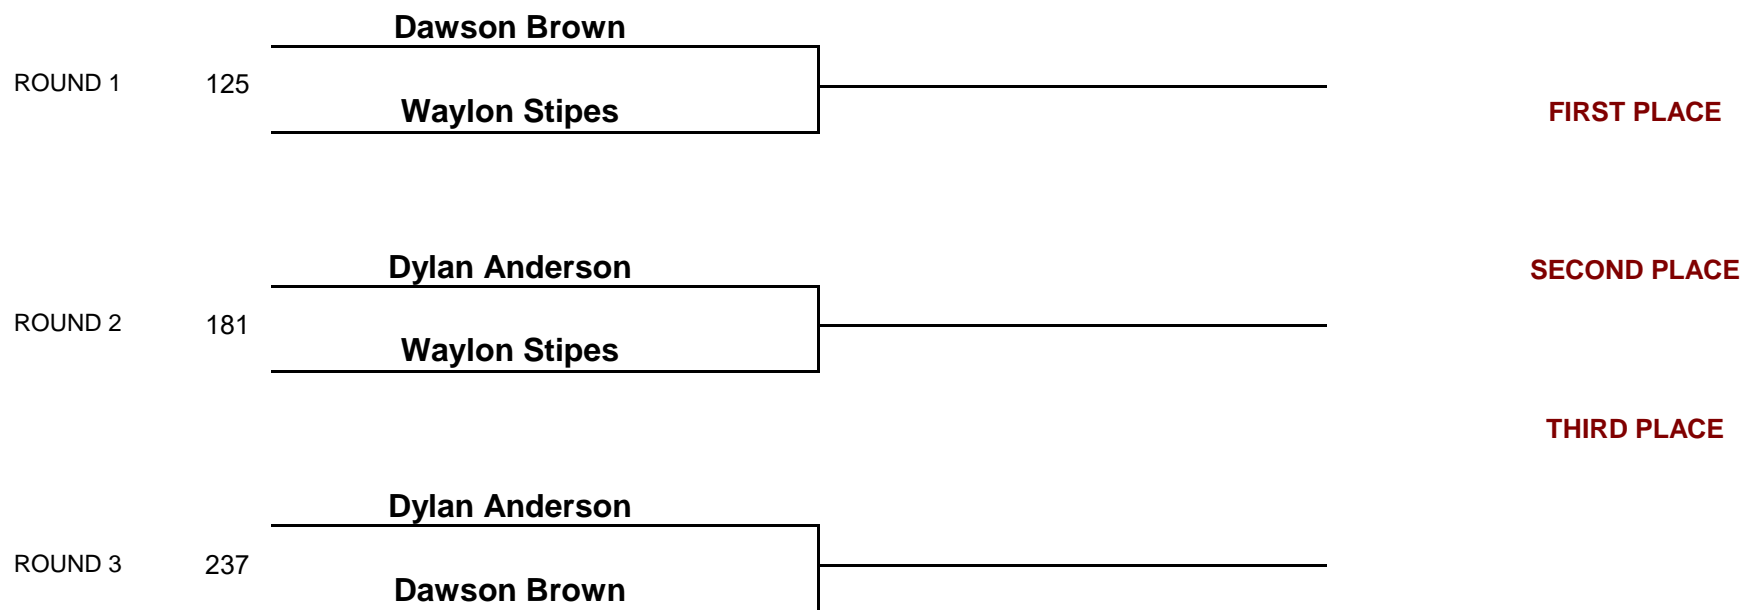 Dawson Brown
ROUND 1 125
Waylon Stipes
FIRST PLACE
Dylan Anderson
SECOND PLACE
ROUND 2 181
Waylon Stipes
THIRD PLACE
Dylan Anderson
ROUND 3 237
Dawson Brown